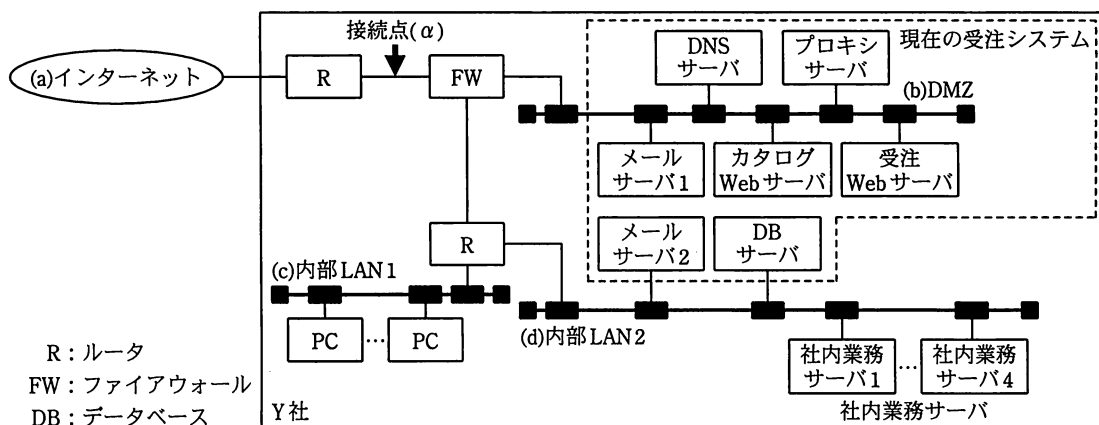 接続点(α)
(a)インターネット
R
FW
DNS
サーバ
プロキシ
サーバ
現在の受注システム
(b)DMZ
メール
サーバ1
カタログ
Webサーバ
受注
Webサーバ
R
メール
サーバ2
DB
サーバ
(c)内部LAN1
PC
…
PC
(d)内部LAN2
社内業務
サーバ1
…
社内業務
サーバ4
社内業務サーバ
R：ルータ
FW：ファイアウォール
DB：データベース
Y社